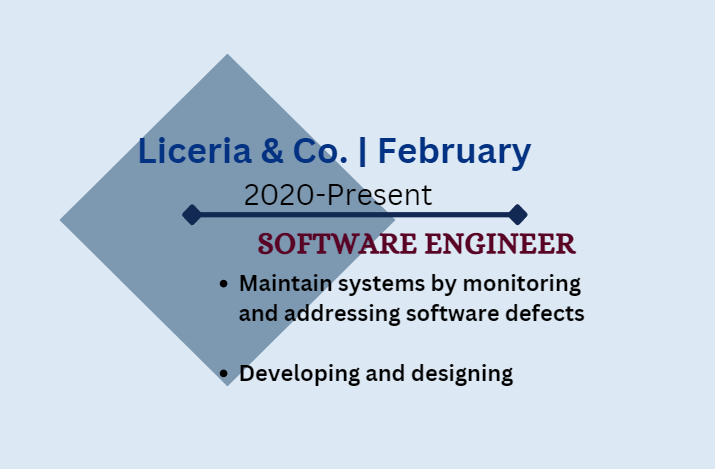 Liceria & Co. | February
2020-Present
SOFTWARE ENGINEER
• Maintain systems by monitoring
and addressing software defects
• Developing and designing